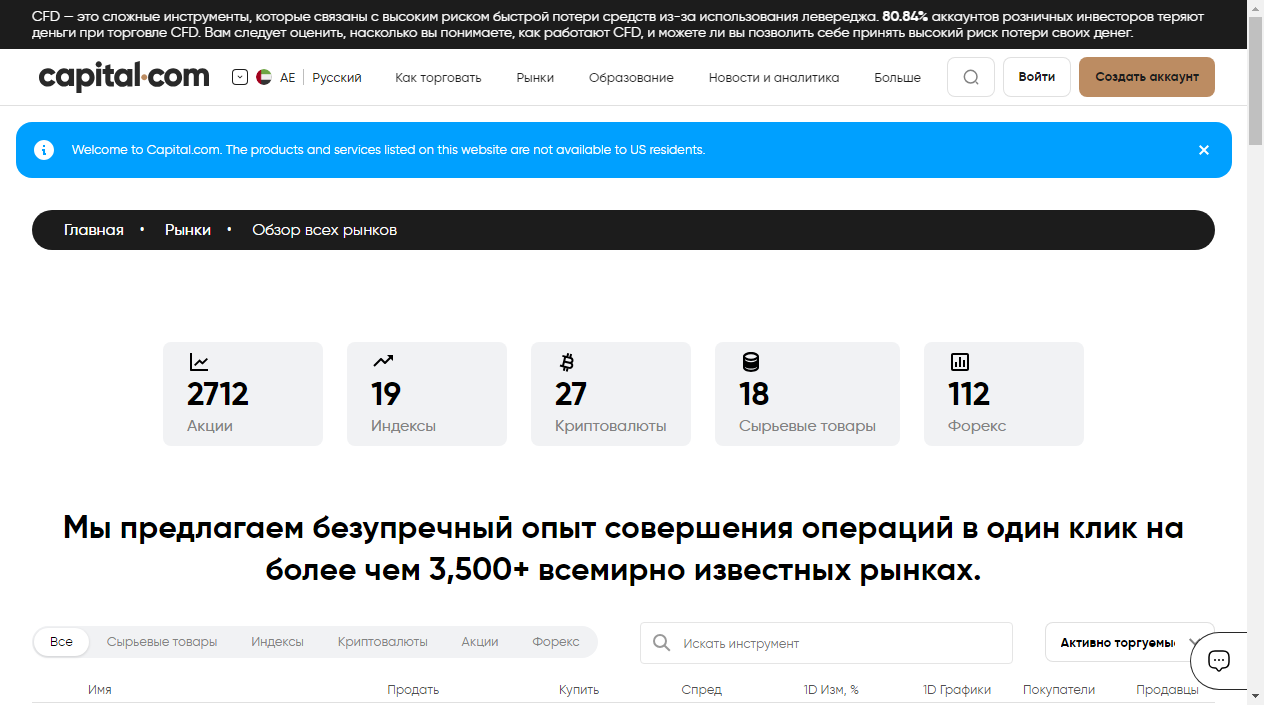 CFD — это сложные инструменты, которые связаны с высоким риском быстрой потери средств из-за использования левереджа. 80.84% аккаунтов розничных инвесторов теряют
деньги при торговле CFD. Вам следует оценить, насколько вы понимаете, как работают CFD, и можете ли вы позволить себе принять высокий риск потери своих денег.
capital.com AE Русский Как торговать Рынки Образование Новости и аналитика Больше Войти Создать аккаунт
Welcome to Capital.com. The products and services listed on this website are not available to US residents.
Главная • Рынки • Обзор всех рынков
2712 19 27 18 112
Акции Индексы Криптовалюты Сырьевые товары Форекс
Мы предлагаем безупречный опыт совершения операций в один клик на
более чем 3,500+ всемирно известных рынках.
Все Сырьевые товары Индексы Криптовалюты Акции Форекс Искать инструмент Активно торгуемы
Имя Продать Купить Спред 1D Изм, % 1D Графики Покупатели Продавцы